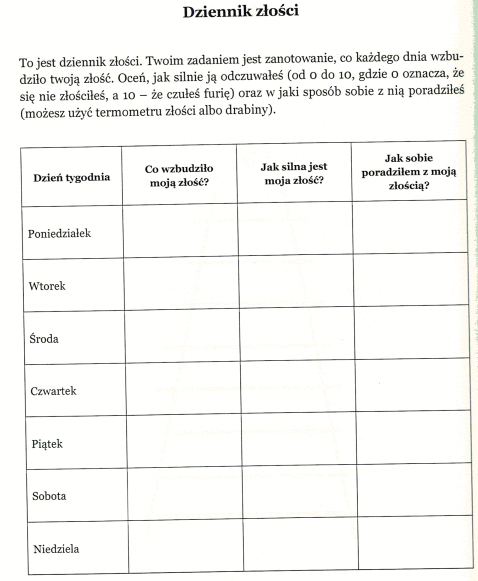 Dziennik złości
To jest dziennik złości. Twoim zadaniem jest zanotowanie, co każdego dnia wzbu-
dziło twoją złość. Oceń, jak silnie ją odczuwałeś (od 0 do 10, gdzie 0 oznacza, że
się nie złościłeś, a 10 – że czułeś furię) oraz w jaki sposób sobie z nią poradziłeś
(możesz użyć termometru złości albo drabiny).
Dzień tygodnia
Co wzbudziło
moją złość?
Jak silna jest
moja złość?
Jak sobie
poradziłem z moją
złością?
Poniedziałek
Wtorek
Środa
Czwartek
Piątek
Sobota
Niedziela